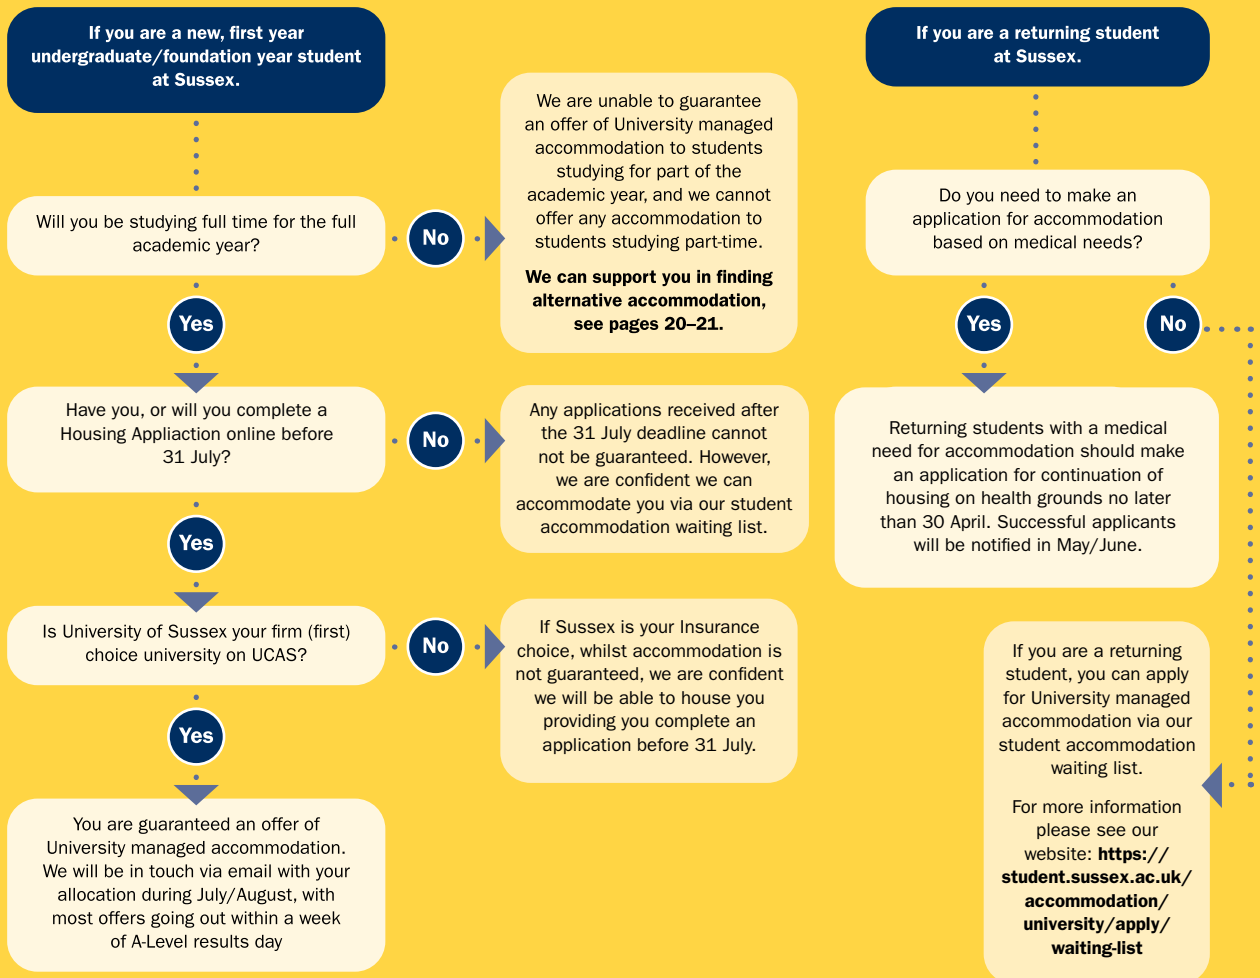 If you are a new, first year
undergraduate/foundation year student
at Sussex.
Will you be studying full time for the full
academic year?
No
We are unable to guarantee
an offer of University managed
accommodation to students
studying for part of the
academic year, and we cannot
offer any accommodation to
students studying part-time.
We can support you in finding
alternative accommodation,
see pages 20–21.
Yes
Have you, or will you complete a
Housing Appliaction online before
31 July?
No
Any applications received after
the 31 July deadline cannot
not be guaranteed. However,
we are confident we can
accommodate you via our student
accommodation waiting list.
Yes
Is University of Sussex your firm (first)
choice university on UCAS?
No
If Sussex is your Insurance
choice, whilst accommodation is
not guaranteed, we are confident
we will be able to house you
providing you complete an
application before 31 July.
Yes
You are guaranteed an offer of
University managed accommodation.
We will be in touch via email with your
allocation during July/August, with
most offers going out within a week
of A-Level results day
If you are a returning student
at Sussex.
Do you need to make an
application for accommodation
based on medical needs?
Yes
No
Returning students with a medical
need for accommodation should make
an application for continuation of
housing on health grounds no later
than 30 April. Successful applicants
will be notified in May/June.
If you are a returning
student, you can apply
for University managed
accommodation via our
student accommodation
waiting list.
For more information
please see our
website: https://
student.sussex.ac.uk/
accommodation/
university/apply/
waiting-list